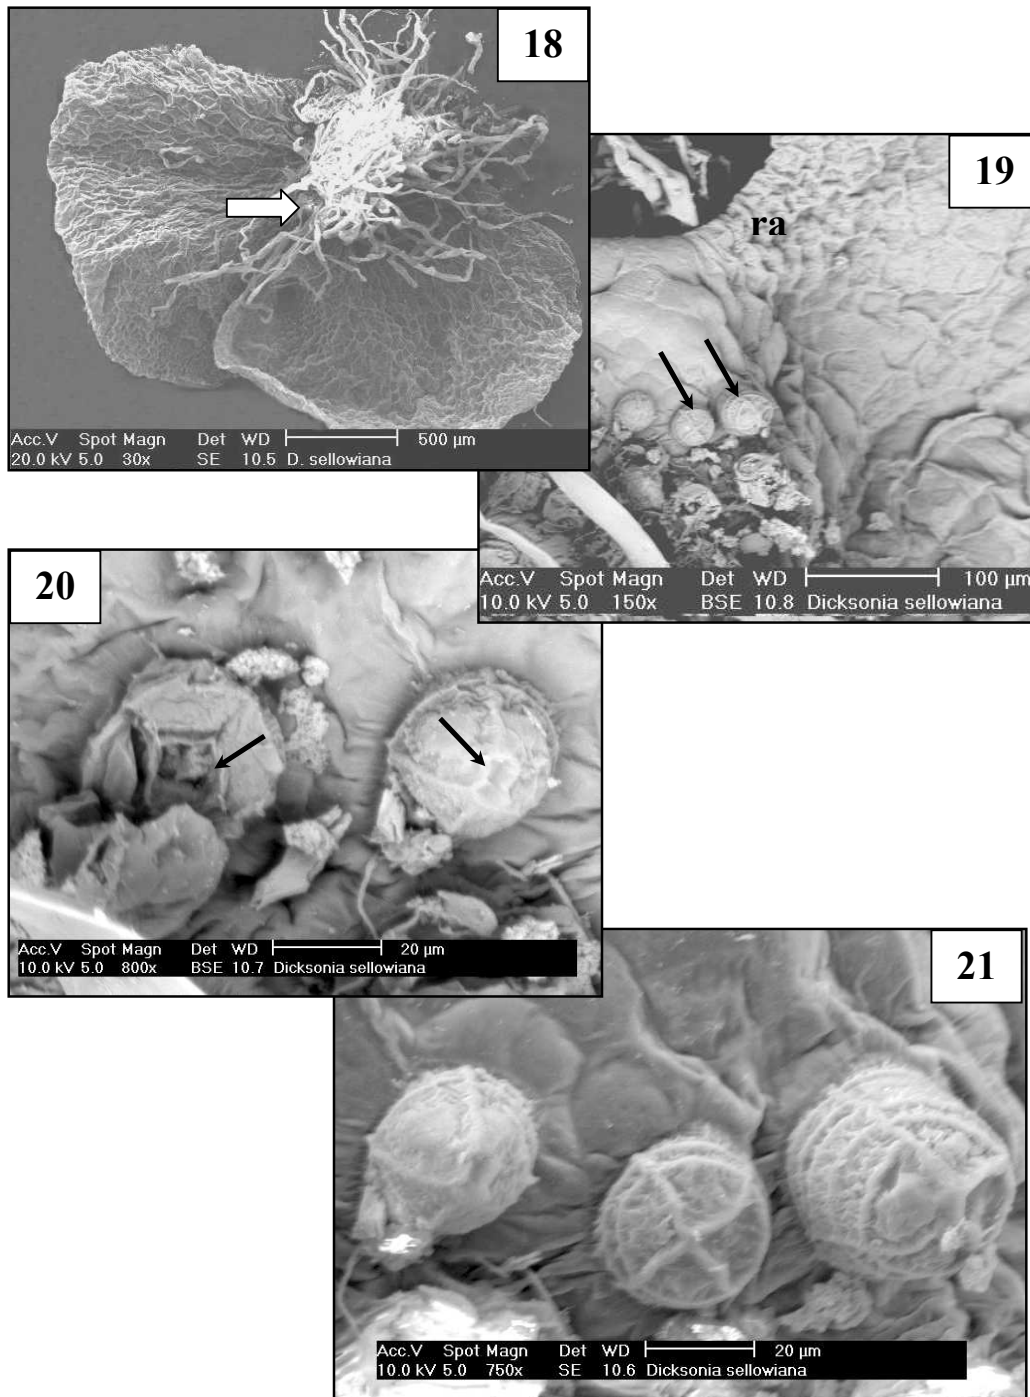 18
Acc.V Spot Magn Det WD 500 µm
20.0 kV 5.0 30x SE 10.5 D. sellowiana
19
ra
Acc.V Spot Magn Det WD 100 µm
10.0 kV 5.0 150x BSE 10.8 Dicksonia sellowiana
20
Acc.V Spot Magn Det WD 20 µm
10.0 kV 5.0 800x BSE 10.7 Dicksonia sellowiana
21
Acc.V Spot Magn Det WD 20 µm
10.0 kV 5.0 750x SE 10.6 Dicksonia sellowiana